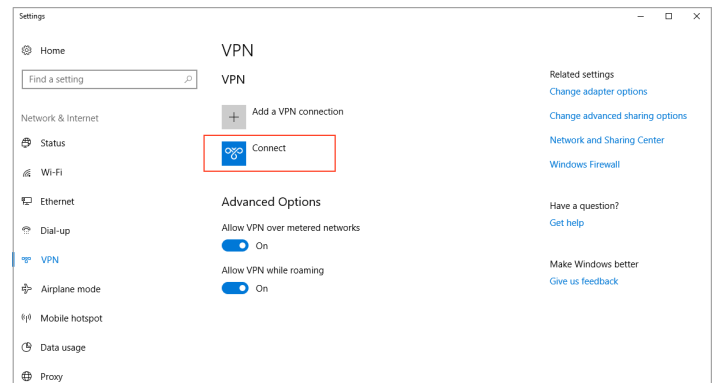 Settings
Home
Find a setting
Network & Internet
Status
Wi-Fi
Ethernet
Dial-up
VPN
Airplane mode
Mobile hotspot
Data usage
Proxy
VPN
VPN
Add a VPN connection
Connect
Advanced Options
Allow VPN over metered networks
On
Allow VPN while roaming
On
Related settings
Change adapter options
Change advanced sharing options
Network and Sharing Center
Windows Firewall
Have a question?
Get help
Make Windows better
Give us feedback